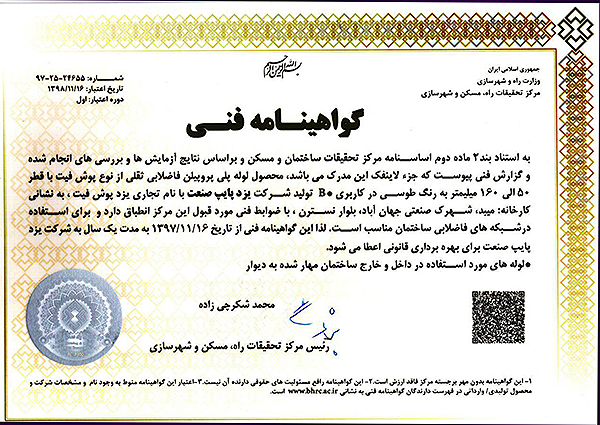 بسم الله الرحمن الرحیم
جمهوری اسلامی ایران
وزارت راه و شهرسازی
مرکز تحقیقات راه، مسکن و شهرسازی
شماره: ۲۴۶۵۵-۲۵-۹۷
تاریخ اعتبار: ۱۳۹۸/۱۱/۱۶
دوره اعتبار: اول
گواهینامه فنی
به استناد بند۲ ماده دوم اساسنامه مرکز تحقیقات ساختمان و مسکن و براساس نتایج آزمایش ها و بررسی های انجام شده
و گزارش فنی پیوست که جزء لاینفک این مدرک می باشد، محصول لوله پلی پروپیلن فاضلابی ثقلی از نوع پوش فیت با قطر
۵۰ الی ۱۶۰ میلیمتر به رنگ طوسی در کاربری B* تولید شرکت یزد پایپ صنعت با نام تجاری یزد پوش فیت، به نشانی
کارخانه: میبد، شهرک صنعتی جهان آباد، بلوار نسترن، با ضوابط فنی مورد قبول این مرکز انطباق دارد و برای استفاده
درشبکه های فاضلابی ساختمان مناسب است. لذا این گواهینامه فنی از تاریخ ۱۳۹۷/۱۱/۱۶ به مدت یک سال به شرکت یزد
پایپ صنعت برای بهره برداری قانونی اعطا می شود.
*لوله های مورد استفاده در داخل و خارج ساختمان مهار شده به دیوار
محمد شکرچی زاده
رئیس مرکز تحقیقات راه، مسکن و شهرسازی
۱- این گواهینامه بدون مهر برجسته مرکز فاقد ارزش است.۲- این گواهینامه رافع مسئولیت های حقوقی دارنده آن نیست.۳-اعتبار این گواهینامه منوط به وجود نام و مشخصات شرکت و
محصول تولیدی/ وارداتی در فهرست دارندگان گواهینامه فنی به نشانی www.bhrc.ac.ir است.